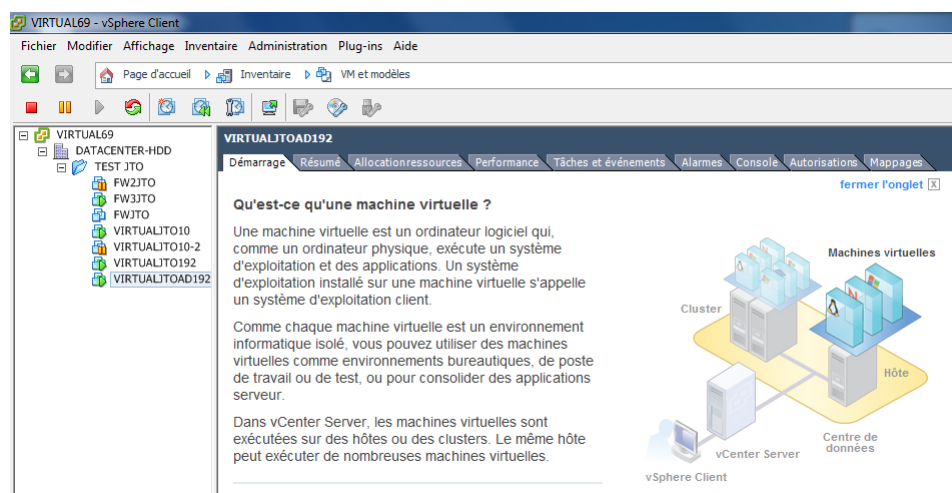 VIRTUAL69 - vSphere Client
Fichier Modifier Affichage Inventaire Administration Plug-ins Aide
Page d'accueil Inventaire VM et modèles
VIRTUAL69
DATACENTER-HDD
TEST JTO
FW2JTO
FW3JTO
FWJTO
VIRTUALJTO10
VIRTUALJTO10-2
VIRTUALJTO192
VIRTUALJTOAD192
VIRTUALJTOAD192
Démarrage Résumé Allocation ressources Performance Tâches et événements Alarmes Console Autorisations Mappages
fermer l'onglet X
Qu'est-ce qu'une machine virtuelle ?
Une machine virtuelle est un ordinateur logiciel qui,
comme un ordinateur physique, exécute un système
d'exploitation et des applications. Un système
d'exploitation installé sur une machine virtuelle s'appelle
un système d'exploitation client.
Comme chaque machine virtuelle est un environnement
informatique isolé, vous pouvez utiliser des machines
virtuelles comme environnements bureautiques, de poste
de travail ou de test, ou pour consolider des applications
serveur.
Dans vCenter Server, les machines virtuelles sont
exécutées sur des hôtes ou des clusters. Le même hôte
peut exécuter de nombreuses machines virtuelles.
Machines virtuelles
Cluster
Hôte
Centre de
données
vCenter Server
vSphere Client